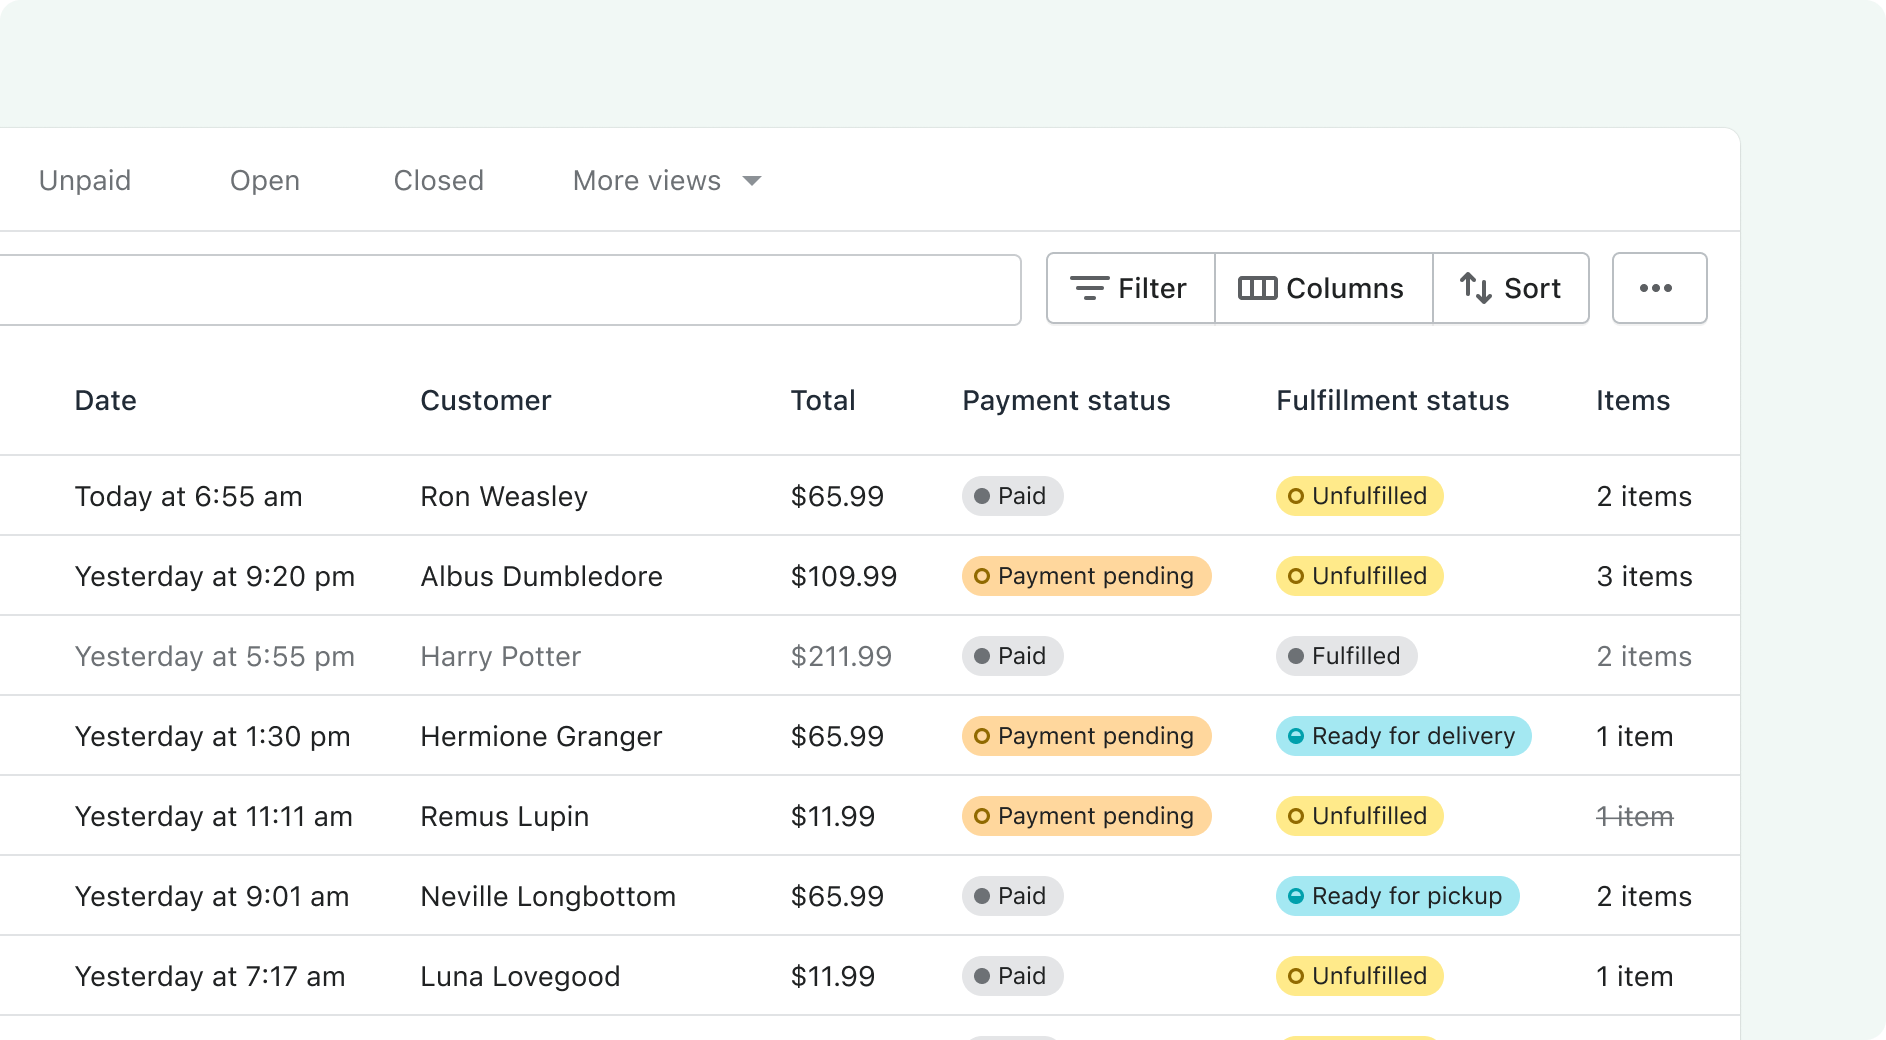 Unpaid Open Closed More views
Filter Columns Sort
Date Customer Total Payment status Fulfillment status Items
Today at 6:55 am Ron Weasley $65.99 Paid Unfulfilled 2 items
Yesterday at 9:20 pm Albus Dumbledore $109.99 Payment pending Unfulfilled 3 items
Yesterday at 5:55 pm Harry Potter $211.99 Paid Fulfilled 2 items
Yesterday at 1:30 pm Hermione Granger $65.99 Payment pending Ready for delivery 1 item
Yesterday at 11:11 am Remus Lupin $11.99 Payment pending Unfulfilled 1 item
Yesterday at 9:01 am Neville Longbottom $65.99 Paid Ready for pickup 2 items
Yesterday at 7:17 am Luna Lovegood $11.99 Paid Unfulfilled 1 item